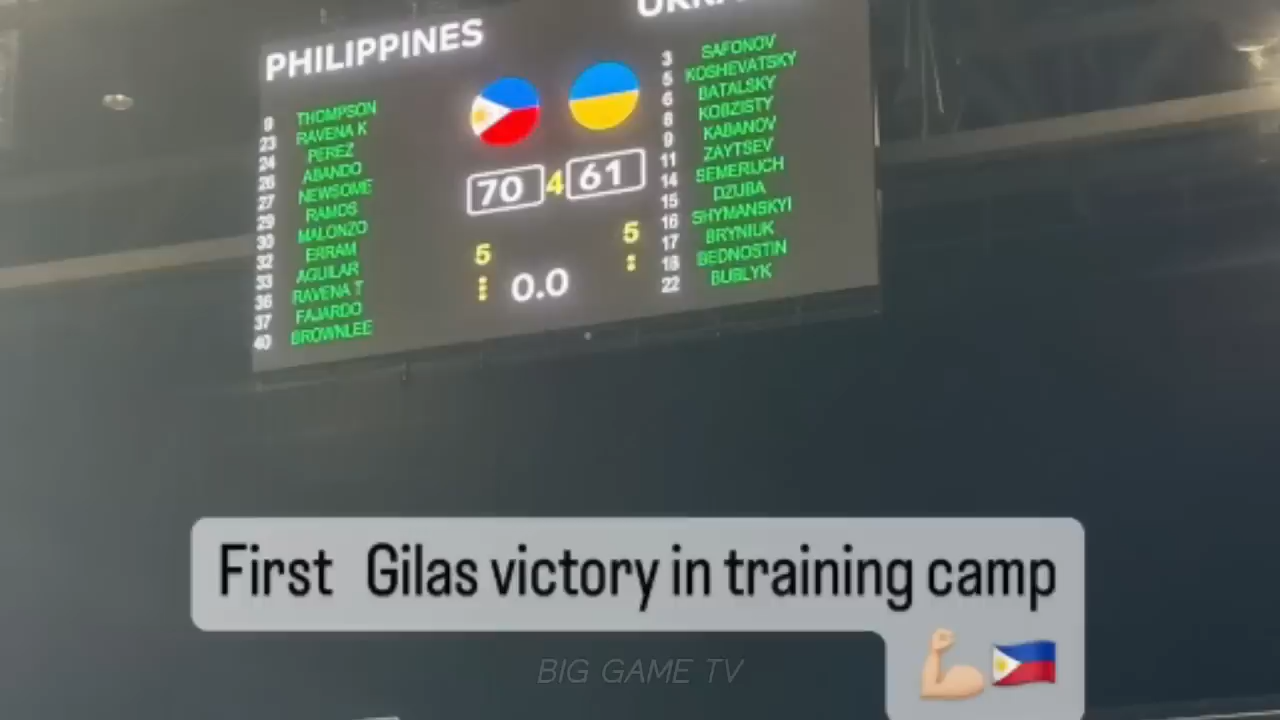 PHILIPPINES
THOMPSON
23 RAVENA K
24 PEREZ
26 ABANDO
27 NEWSOME
29 RAMOS
30 MALONZO
32 ERRAM
33 AGUILAR
36 RAVENA T
37 FAJARDO
40 BROWNLEE
70 4 61
5 5
0.0
3 SAFONOV
5 KOSHEVATSKY
6 BATALSKY
8 KOBZISTY
9 KABANOV
11 ZAYTSEV
14 SEMERUCH
15 DZUBA
16 SHYMANSKYI
17 BRYNIUK
18 BEDNOSTIN
22 BUBLYK
First Gilas victory in training camp
💪🏼🇵🇭
BIG GAME TV